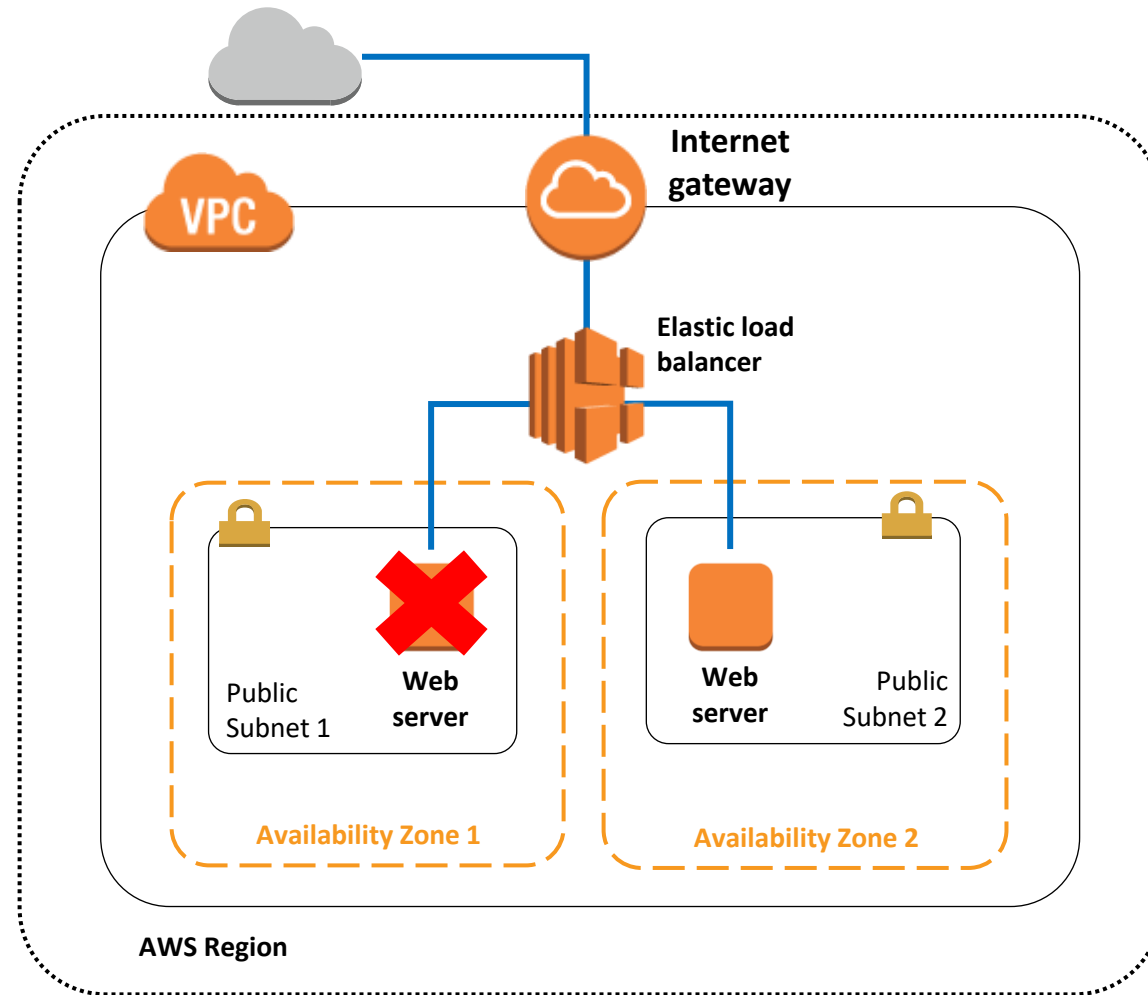 Internet
gateway
VPC
Elastic load
balancer
Public
Subnet 1
Web
server
Web
server
Public
Subnet 2
Availability Zone 1
Availability Zone 2
AWS Region